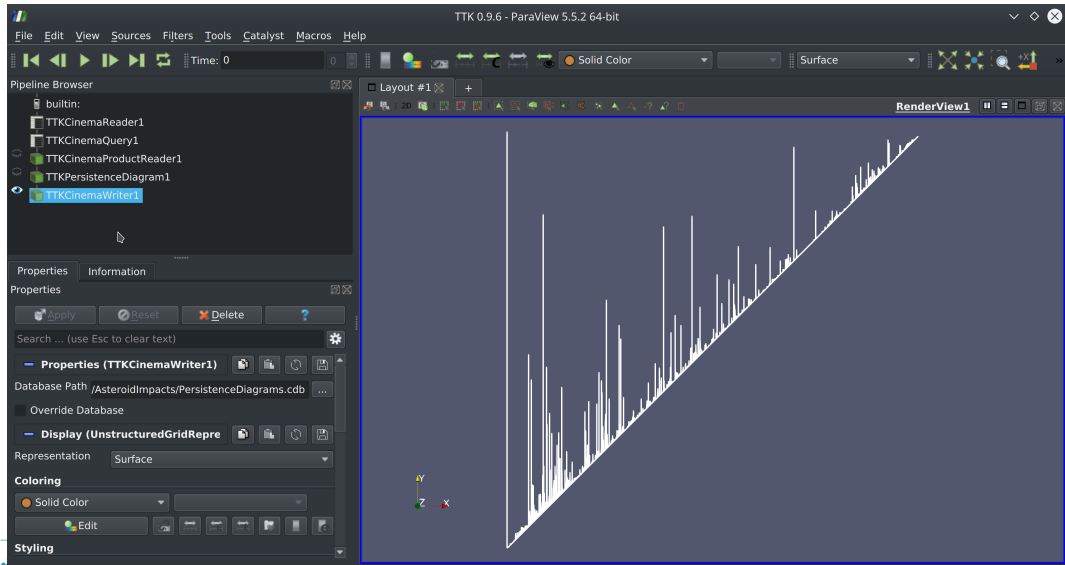 TTK 0.9.6 - ParaView 5.5.2 64-bit
File Edit View Sources Filters Tools Catalyst Macros Help
Time: 0 0 Solid Color Surface
Pipeline Browser
Layout #1 +
builtin:
2D RenderView1
TTKCinemaReader1
TTKCinemaQuery1
TTKCinemaProductReader1
TTKPersistenceDiagram1
TTKCinemaWriter1
Properties Information
Properties
Apply Reset Delete ?
Search ... (use Esc to clear text)
Properties (TTKCinemaWriter1)
Database Path /AsteroidImpacts/PersistenceDiagrams.cdb ...
Override Database
Display (UnstructuredGridRepre
Representation Surface
Coloring
Solid Color
Edit
Styling
Y
Z X